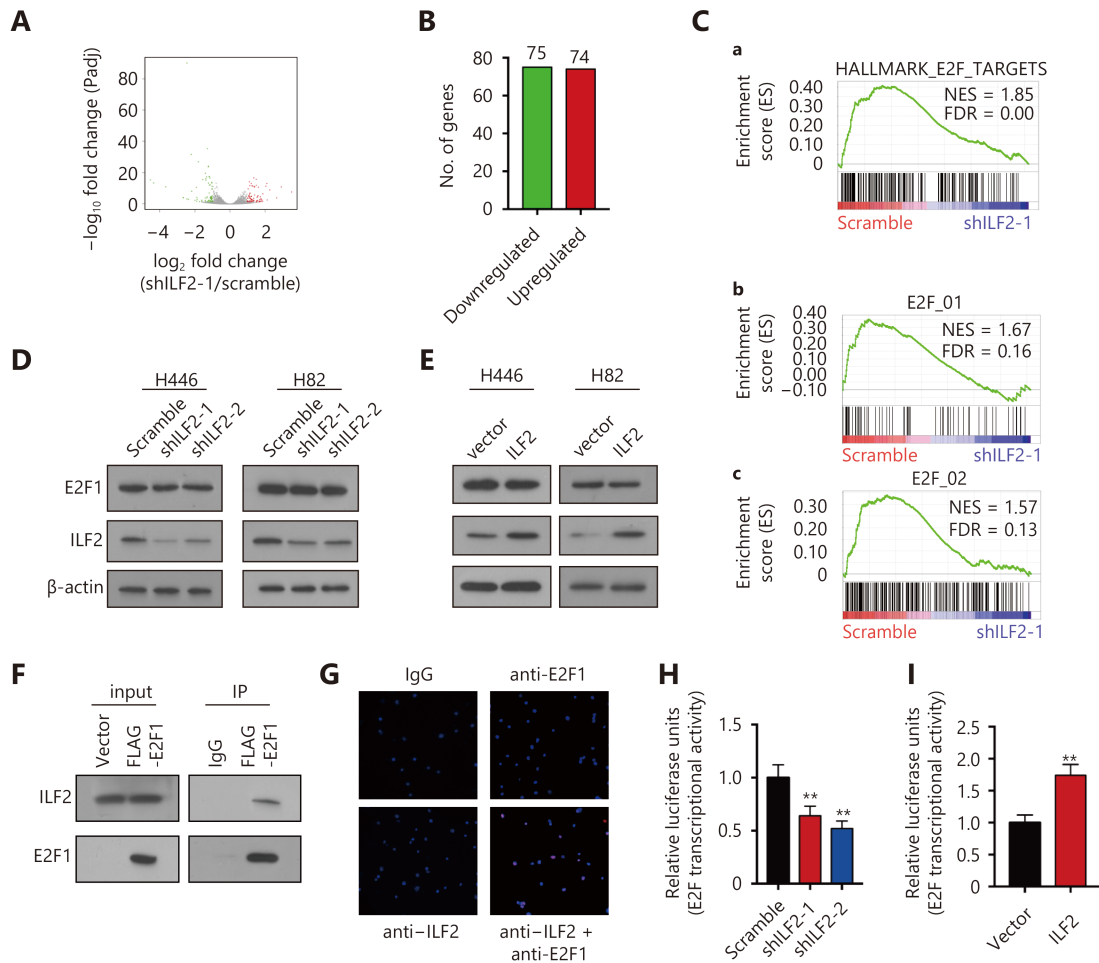 A
−log₁₀ fold change (Padj)
80
60
40
20
0
−4
−2
0
2
log₂ fold change
(shILF2-1/scramble)
B
No. of genes
80
60
40
20
0
75
74
Downregulated
Upregulated
C
a
HALLMARK_E2F_TARGETS
Enrichment
score (ES)
0.40
0.30
0.20
0.10
0
NES = 1.85
FDR = 0.00
Scramble
shILF2-1
b
E2F_01
Enrichment
score (ES)
0.40
0.30
0.20
0.10
0.00
−0.10
NES = 1.67
FDR = 0.16
Scramble
shILF2-1
c
E2F_02
Enrichment
score (ES)
0.30
0.20
0.10
0
NES = 1.57
FDR = 0.13
Scramble
shILF2-1
D
H446
H82
Scramble
shILF2-1
shILF2-2
Scramble
shILF2-1
shILF2-2
E2F1
ILF2
β-actin
E
H446
H82
vector
ILF2
vector
ILF2
F
input
IP
Vector
FLAG
-E2F1
IgG
FLAG
-E2F1
ILF2
E2F1
G
IgG
anti-E2F1
anti−ILF2
anti−ILF2 +
anti-E2F1
H
Relative luciferase units
(E2F transcriptional activity)
1.5
1.0
0.5
0
**
**
Scramble
shILF2-1
shILF2-2
I
Relative luciferase units
(E2F transcriptional activity)
2.5
2.0
1.5
1.0
0.5
0
**
Vector
ILF2